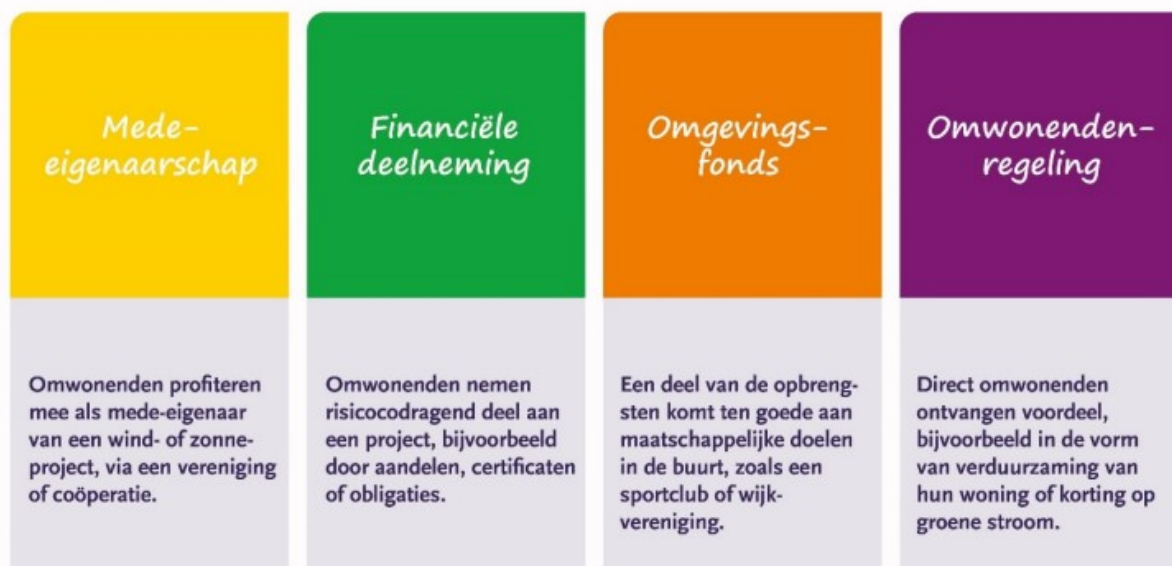 Mede-
eigenaarschap
Financiële
deelneming
Omgevings-
fonds
Omwonenden-
regeling
Omwonenden profiteren
mee als mede-eigenaar
van een wind- of zonne-
project, via een vereniging
of coöperatie.
Omwonenden nemen
risicocodragend deel aan
een project, bijvoorbeeld
door aandelen, certificaten
of obligaties.
Een deel van de opbreng-
sten komt ten goede aan
maatschappelijke doelen
in de buurt, zoals een
sportclub of wijk-
vereniging.
Direct omwonenden
ontvangen voordeel,
bijvoorbeeld in de vorm
van verduurzaming van
hun woning of korting op
groene stroom.